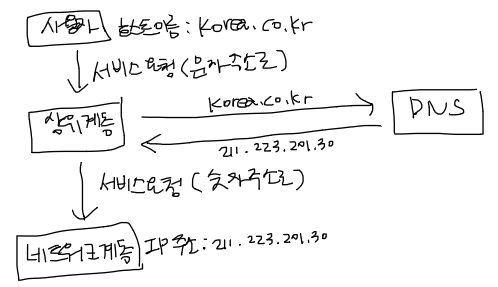 사용자 호스트이름: Korea.co.kr
서비스요청(문자주소로)
상위계층 Korea.co.kr DNS
211.223.201.30
서비스요청(숫자주소로)
네트워크계층 IP주소: 211.223.201.30